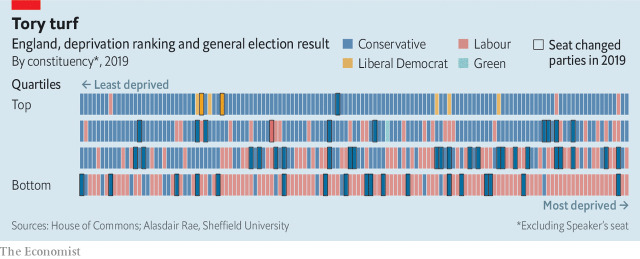 Tory turf
England, deprivation ranking and general election result
By constituency*, 2019
Conservative
Labour
Seat changed
parties in 2019
Liberal Democrat
Green
Quartiles
← Least deprived
Top
Bottom
Most deprived →
Sources: House of Commons; Alasdair Rae, Sheffield University
*Excluding Speaker's seat
The Economist